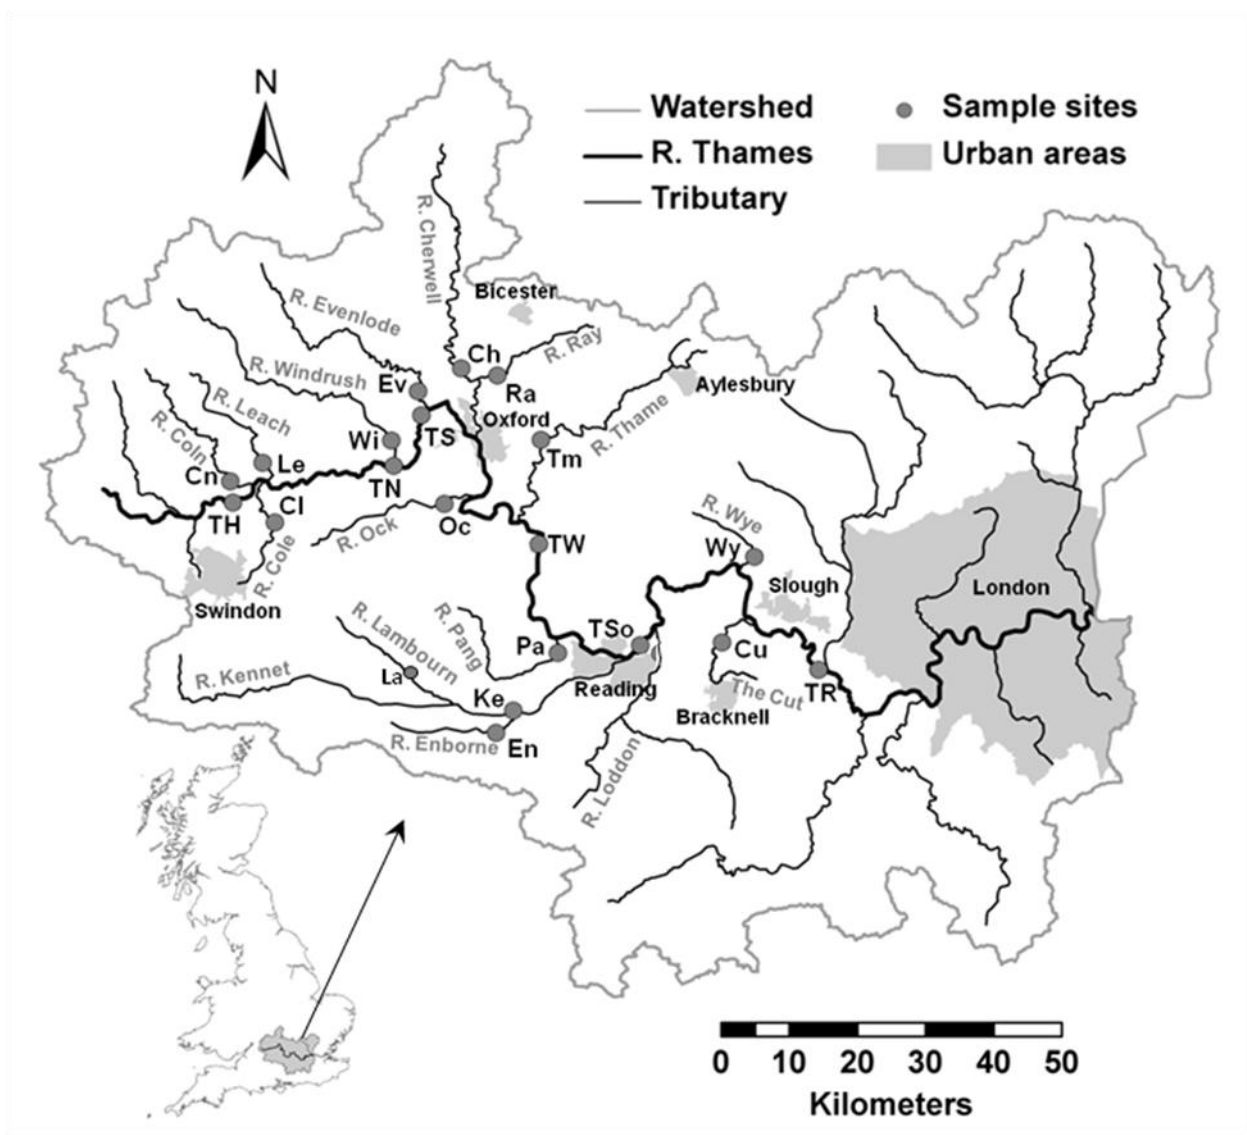 N
Watershed
Sample sites
R. Thames
Urban areas
Tributary
R. Cherwell
Bicester
R. Evenlode
R. Ray
Ch
R. Windrush
Ev
Ra
Aylesbury
R. Leach
Oxford
R. Thame
R. Coln
Wi
TS
Tm
Le
Cn
TN
Cl
TH
Oc
R. Ock
R. Wye
TW
Wy
R. Cole
Slough
London
Swindon
R. Lambourn
R. Pang
TSo
Pa
Cu
R. Kennet
La
Reading
The Cut
TR
Ke
Bracknell
R. Enborne
En
R. Loddon
0 10 20 30 40 50
Kilometers